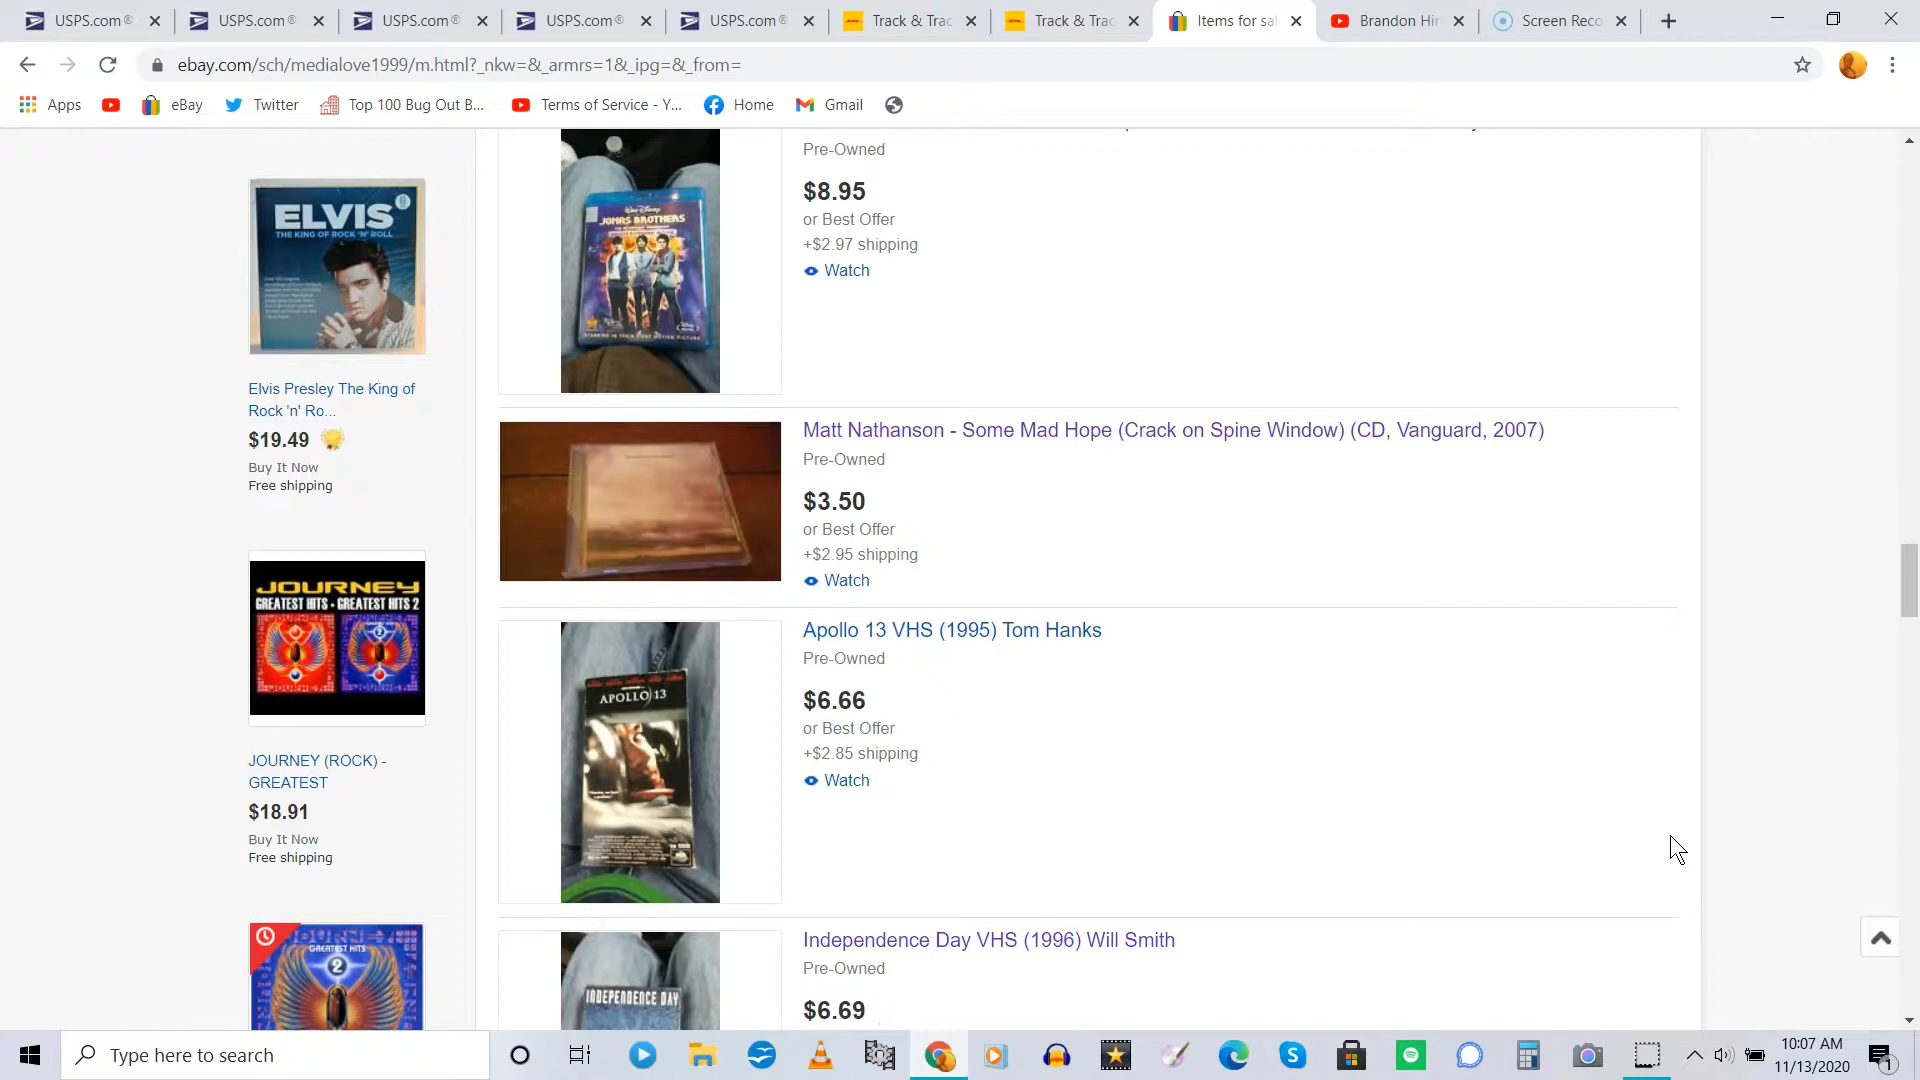 USPS.com®
USPS.com®
USPS.com®
USPS.com®
USPS.com®
Track & Trac
Track & Trac
Items for sal
Brandon Hir
Screen Reco
ebay.com/sch/medialove1999/m.html?_nkw=&_armrs=1&_ipg=&_from=
Apps
eBay
Twitter
Top 100 Bug Out B...
Terms of Service - Y...
Home
Gmail
ELVIS
THE KING OF ROCK 'N' ROLL
Elvis Presley The King of
Rock 'n' Ro...
$19.49
Buy It Now
Free shipping
JOURNEY
GREATEST HITS • GREATEST HITS 2
JOURNEY (ROCK) -
GREATEST
$18.91
Buy It Now
Free shipping
GREATEST HITS
2
Pre-Owned
$8.95
or Best Offer
+$2.97 shipping
Watch
Walt Disney
JONAS BROTHERS
Matt Nathanson - Some Mad Hope (Crack on Spine Window) (CD, Vanguard, 2007)
Pre-Owned
$3.50
or Best Offer
+$2.95 shipping
Watch
APOLLO 13
Apollo 13 VHS (1995) Tom Hanks
Pre-Owned
$6.66
or Best Offer
+$2.85 shipping
Watch
INDEPENDENCE DAY
Independence Day VHS (1996) Will Smith
Pre-Owned
$6.69
Type here to search
10:07 AM
11/13/2020
1